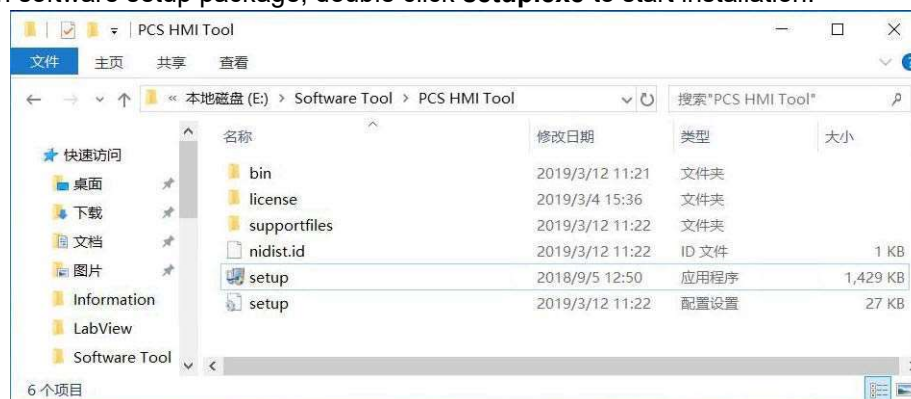 software setup package, double-click setup.exe to start installation.
PCS HMI Tool
文件 主页 共享 查看
« 本地磁盘 (E:) > Software Tool > PCS HMI Tool 搜索"PCS HMI Tool"
名称 修改日期 类型 大小
快速访问
bin 2019/3/12 11:21 文件夹
桌面
license 2019/3/4 15:36 文件夹
下载
supportfiles 2019/3/12 11:22 文件夹
文档
nidist.id 2019/3/12 11:22 ID 文件 1 KB
图片
setup 2018/9/5 12:50 应用程序 1,429 KB
Information
setup 2019/3/12 11:22 配置设置 27 KB
LabView
Software Tool
6 个项目